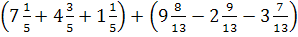 (7 1/5 + 4 3/5 + 1 1/5) + (9 8/13 − 2 9/13 − 3 7/13)